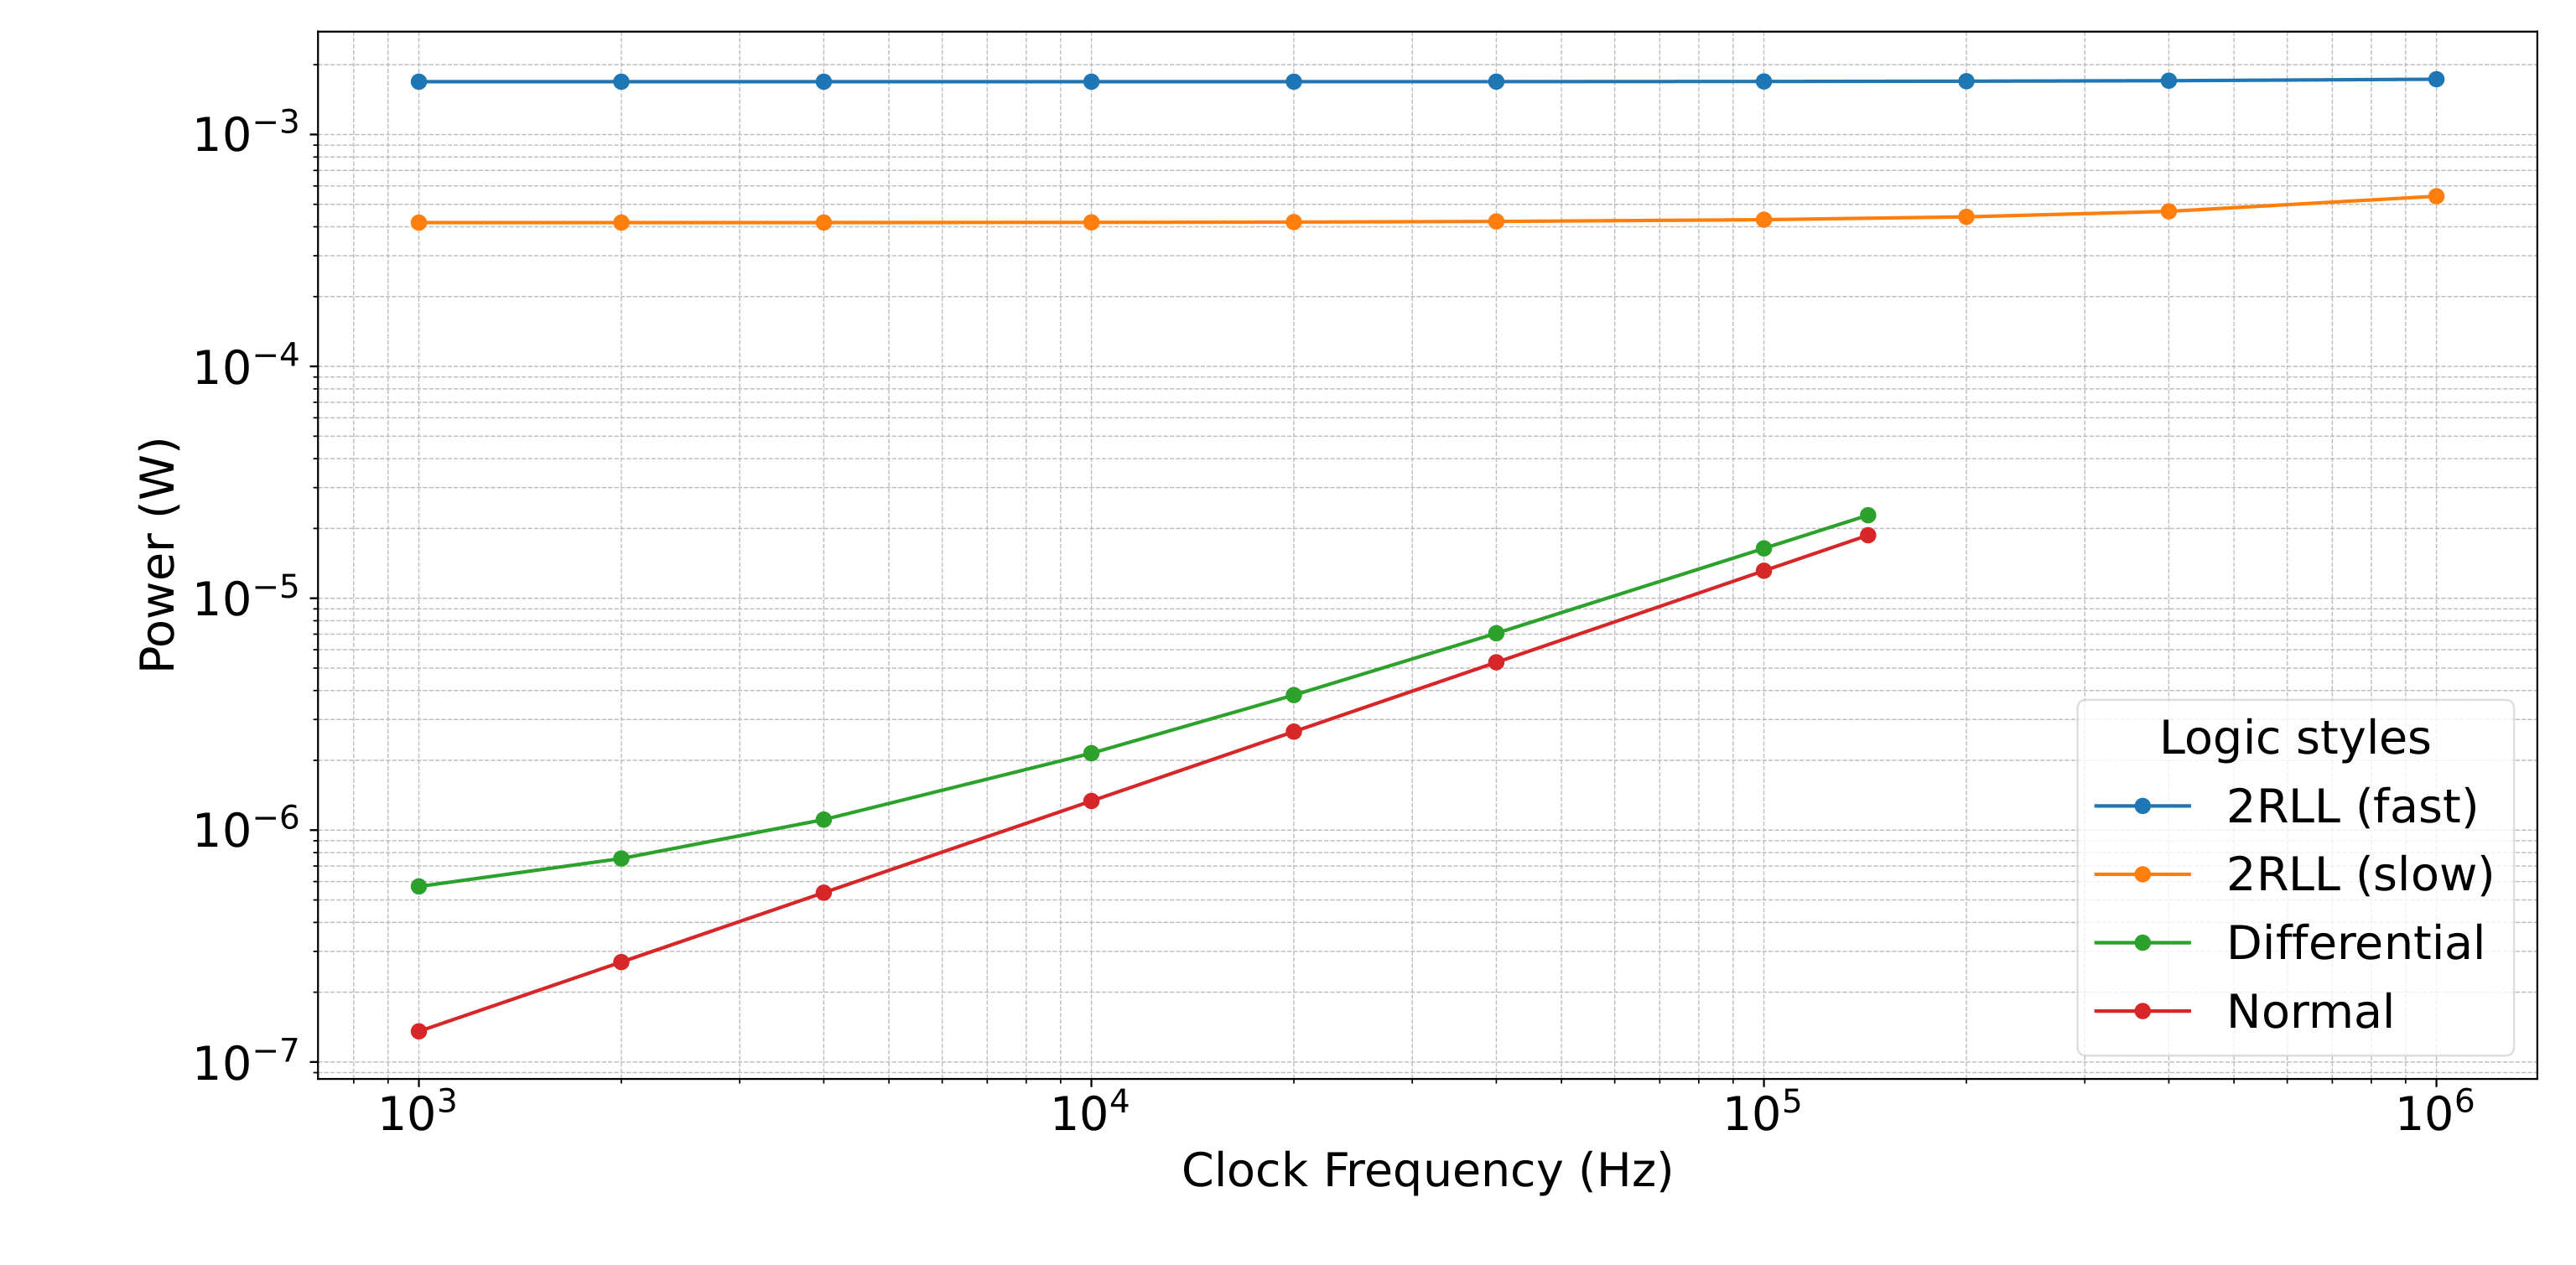 10⁻³
10⁻⁴
10⁻⁵
10⁻⁶
10⁻⁷
Power (W)
10³ 10⁴ 10⁵ 10⁶
Clock Frequency (Hz)
Logic styles
2RLL (fast)
2RLL (slow)
Differential
Normal